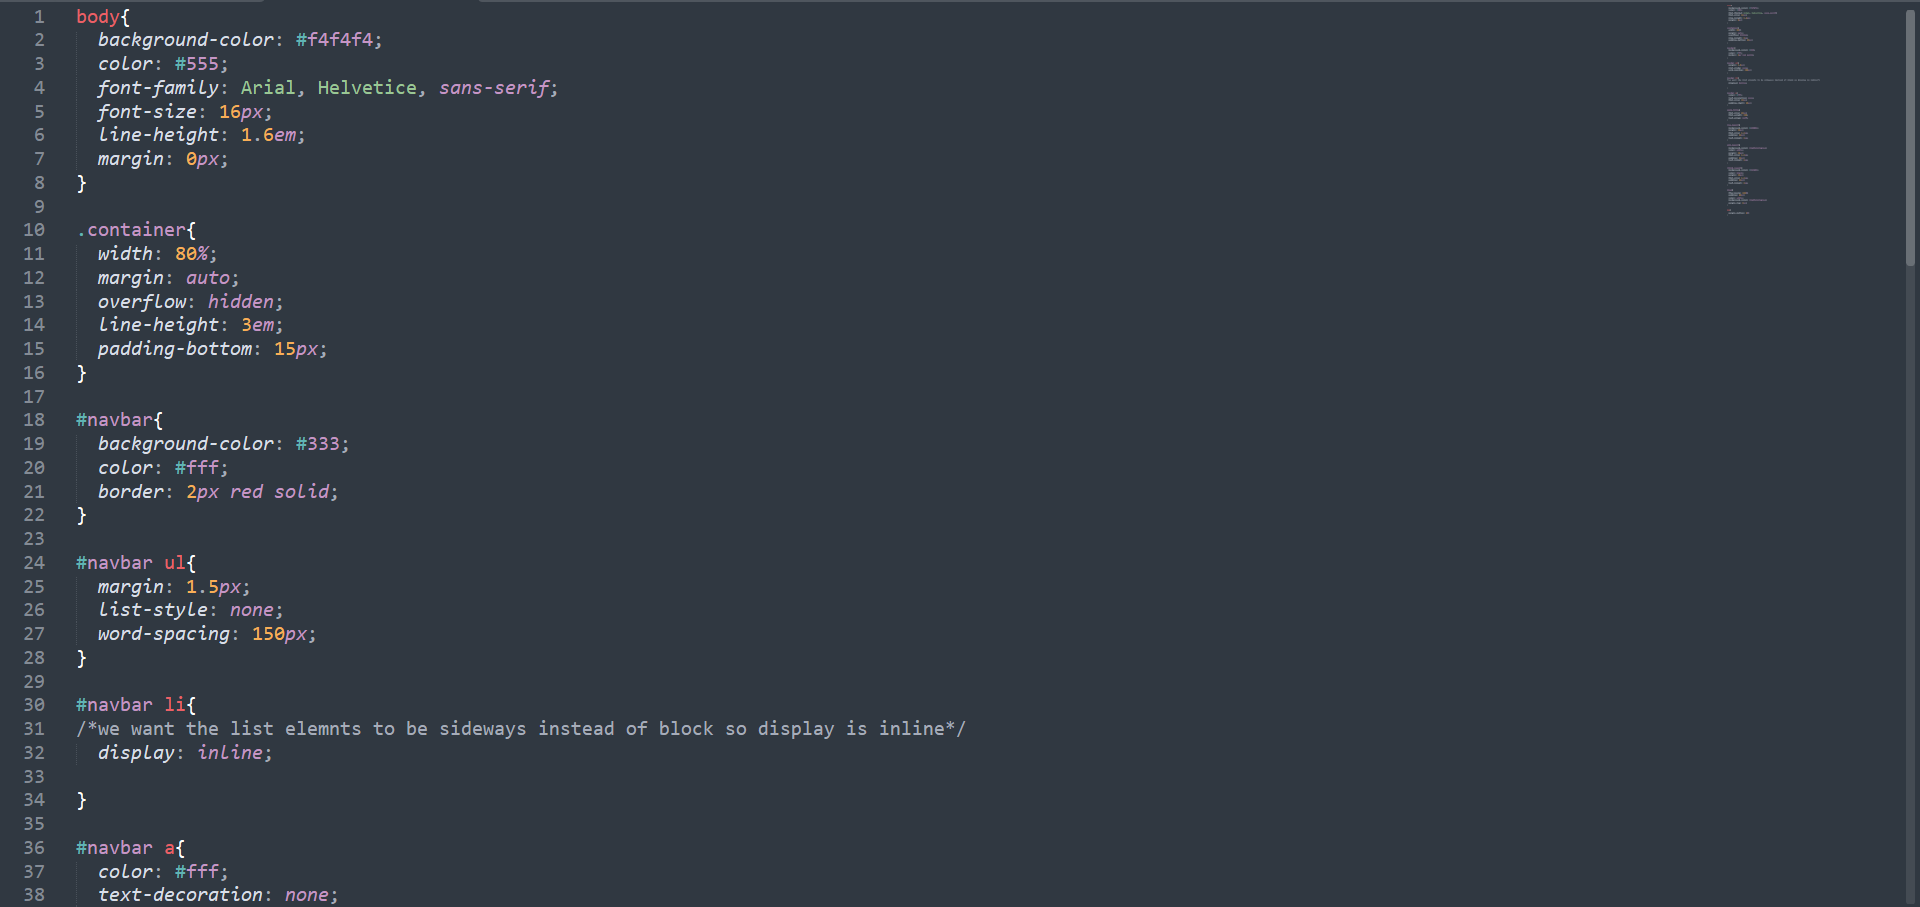 1 body{
2 background-color: #f4f4f4;
3 color: #555;
4 font-family: Arial, Helvetice, sans-serif;
5 font-size: 16px;
6 line-height: 1.6em;
7 margin: 0px;
8 }
9
10 .container{
11 width: 80%;
12 margin: auto;
13 overflow: hidden;
14 line-height: 3em;
15 padding-bottom: 15px;
16 }
17
18 #navbar{
19 background-color: #333;
20 color: #fff;
21 border: 2px red solid;
22 }
23
24 #navbar ul{
25 margin: 1.5px;
26 list-style: none;
27 word-spacing: 150px;
28 }
29
30 #navbar li{
31 /*we want the list elemnts to be sideways instead of block so display is inline*/
32 display: inline;
33
34 }
35
36 #navbar a{
37 color: #fff;
38 text-decoration: none;